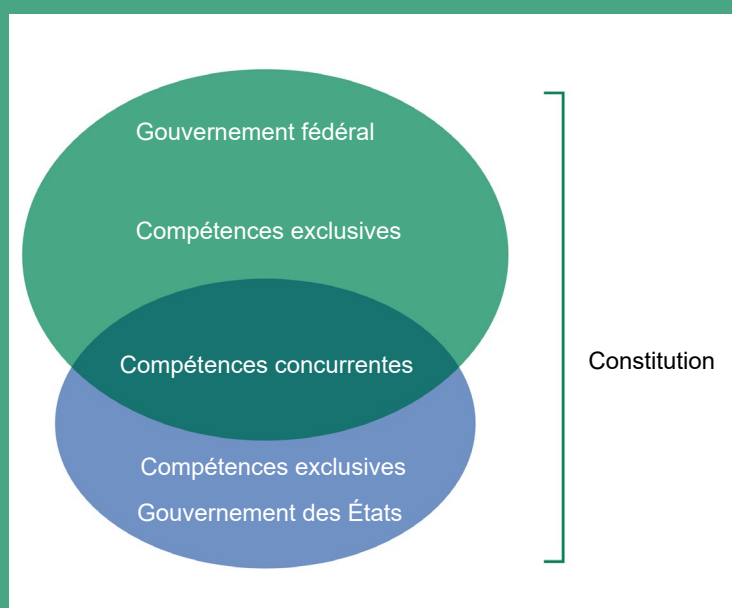 Gouvernement fédéral
Compétences exclusives
Compétences concurrentes
Constitution
Compétences exclusives
Gouvernement des États